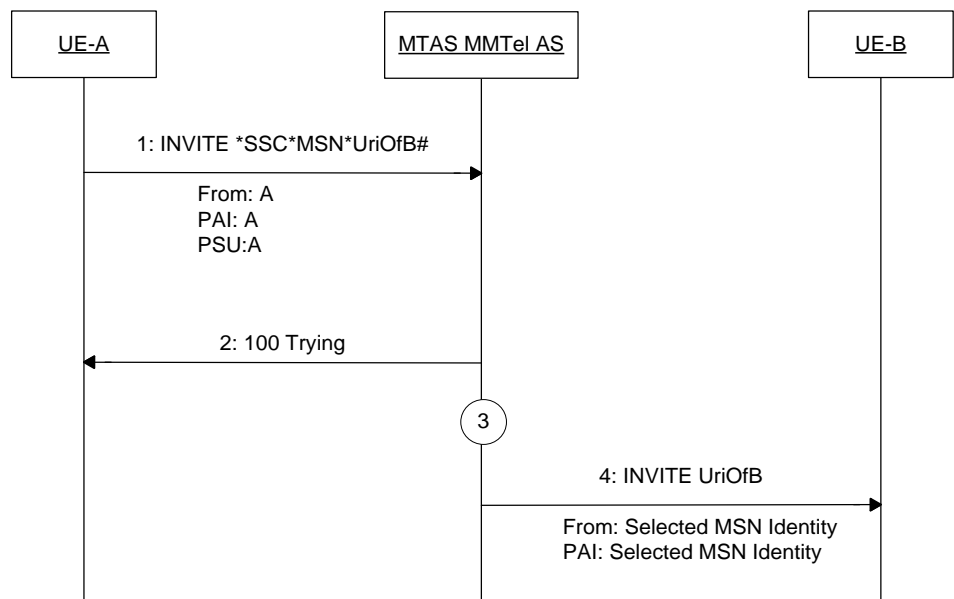 UE-A
MTAS MMTel AS
UE-B
1: INVITE *SSC*MSN*UriOfB#
From: A
PAI: A
PSU:A
2: 100 Trying
3
4: INVITE UriOfB
From: Selected MSN Identity
PAI: Selected MSN Identity